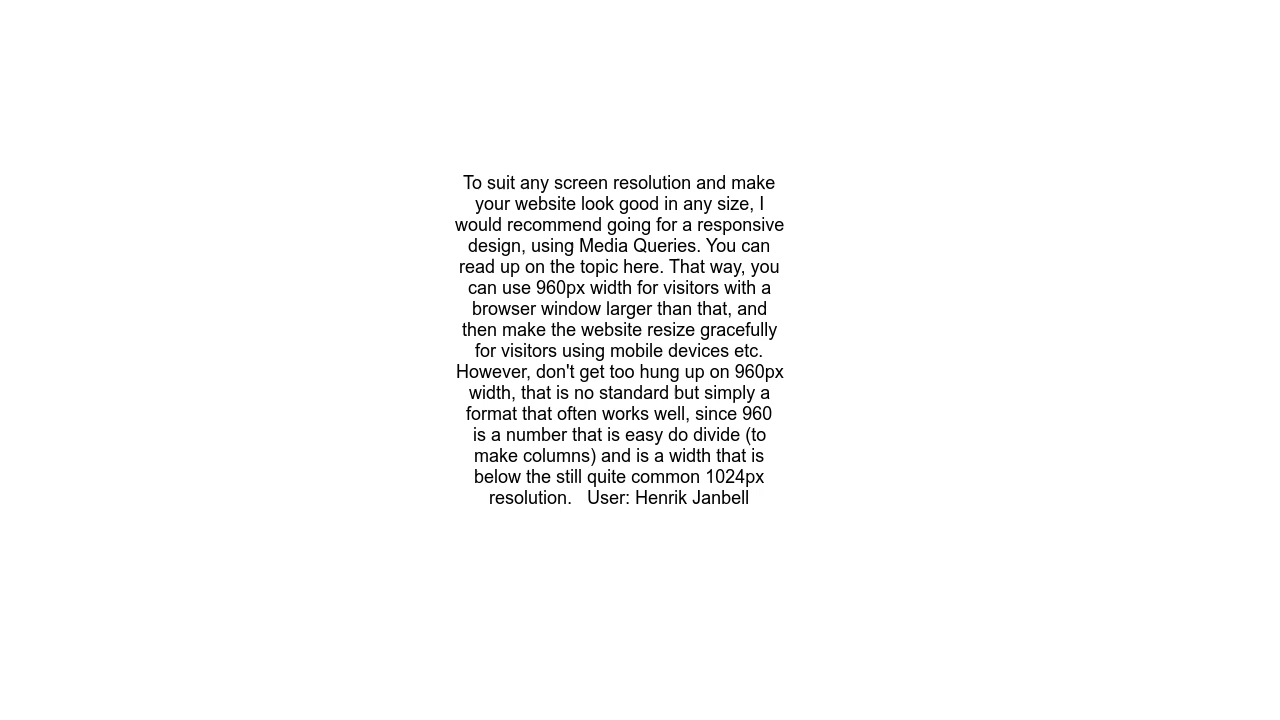 To suit any screen resolution and make
your website look good in any size, I
would recommend going for a responsive
design, using Media Queries. You can
read up on the topic here. That way, you
can use 960px width for visitors with a
browser window larger than that, and
then make the website resize gracefully
for visitors using mobile devices etc.
However, don't get too hung up on 960px
width, that is no standard but simply a
format that often works well, since 960
is a number that is easy do divide (to
make columns) and is a width that is
below the still quite common 1024px
resolution.   User: Henrik Janbell